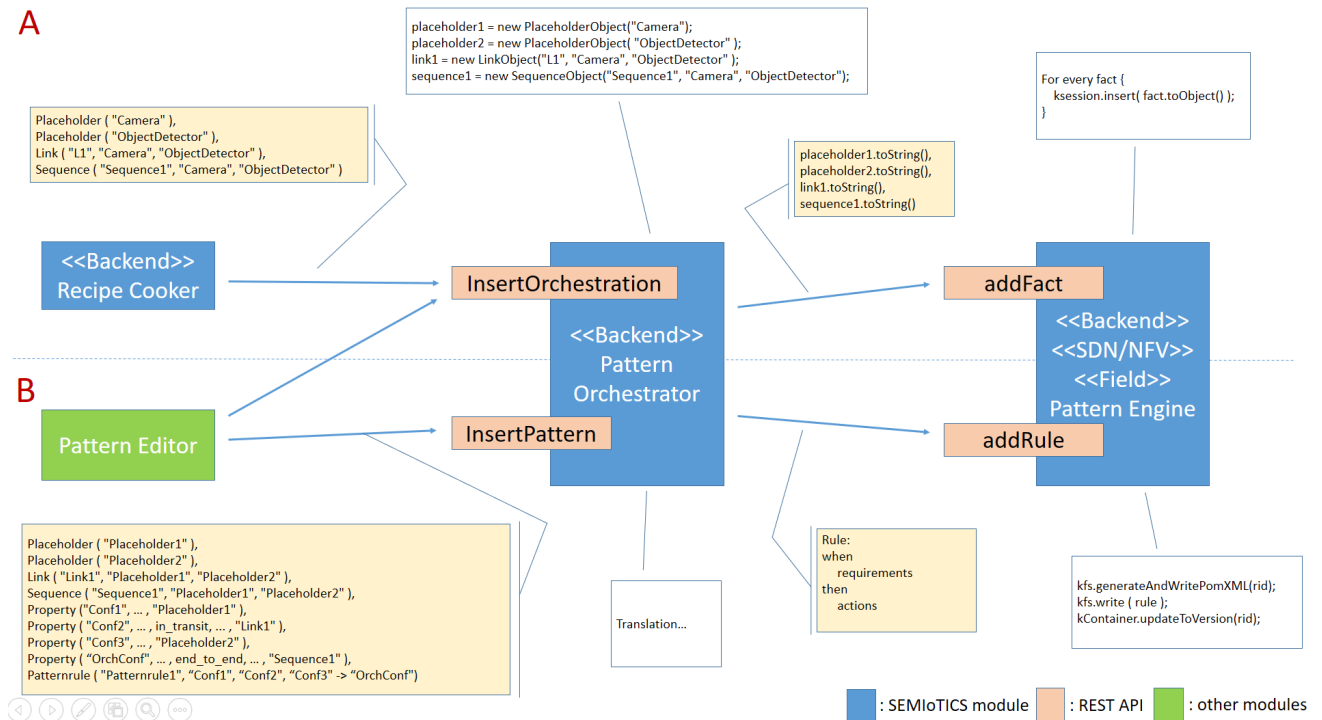 A
placeholder1 = new PlaceholderObject("Camera");
placeholder2 = new PlaceholderObject( "ObjectDetector" );
link1 = new LinkObject("L1", "Camera", "ObjectDetector" );
sequence1 = new SequenceObject("Sequence1", "Camera", "ObjectDetector");
For every fact {
ksession.insert( fact.toObject() );
}
Placeholder ( "Camera" ),
Placeholder ( "ObjectDetector" ),
Link ( "L1", "Camera", "ObjectDetector" ),
Sequence ( "Sequence1", "Camera", "ObjectDetector" )
placeholder1.toString(),
placeholder2.toString(),
link1.toString(),
sequence1.toString()
<<Backend>>
Recipe Cooker
InsertOrchestration
<<Backend>>
Pattern
Orchestrator
addFact
<<Backend>>
<<SDN/NFV>>
<<Field>>
Pattern Engine
B
Pattern Editor
InsertPattern
addRule
Placeholder ( "Placeholder1" ),
Placeholder ( "Placeholder2" ),
Link ( "Link1", "Placeholder1", "Placeholder2" ),
Sequence ( "Sequence1", "Placeholder1", "Placeholder2" ),
Property ("Conf1", ... , "Placeholder1" ),
Property ( "Conf2", ... , in_transit, ... , "Link1" ),
Property ( "Conf3", ... , "Placeholder2" ),
Property ( “OrchConf", ... , end_to_end, ... , "Sequence1" ),
Patternrule ( "Patternrule1", “Conf1", “Conf2", “Conf3" -> “OrchConf")
Translation...
Rule:
when
requirements
then
actions
kfs.generateAndWritePomXML(rid);
kfs.write ( rule );
kContainer.updateToVersion(rid);
: SEMIoTICS module
: REST API
: other modules